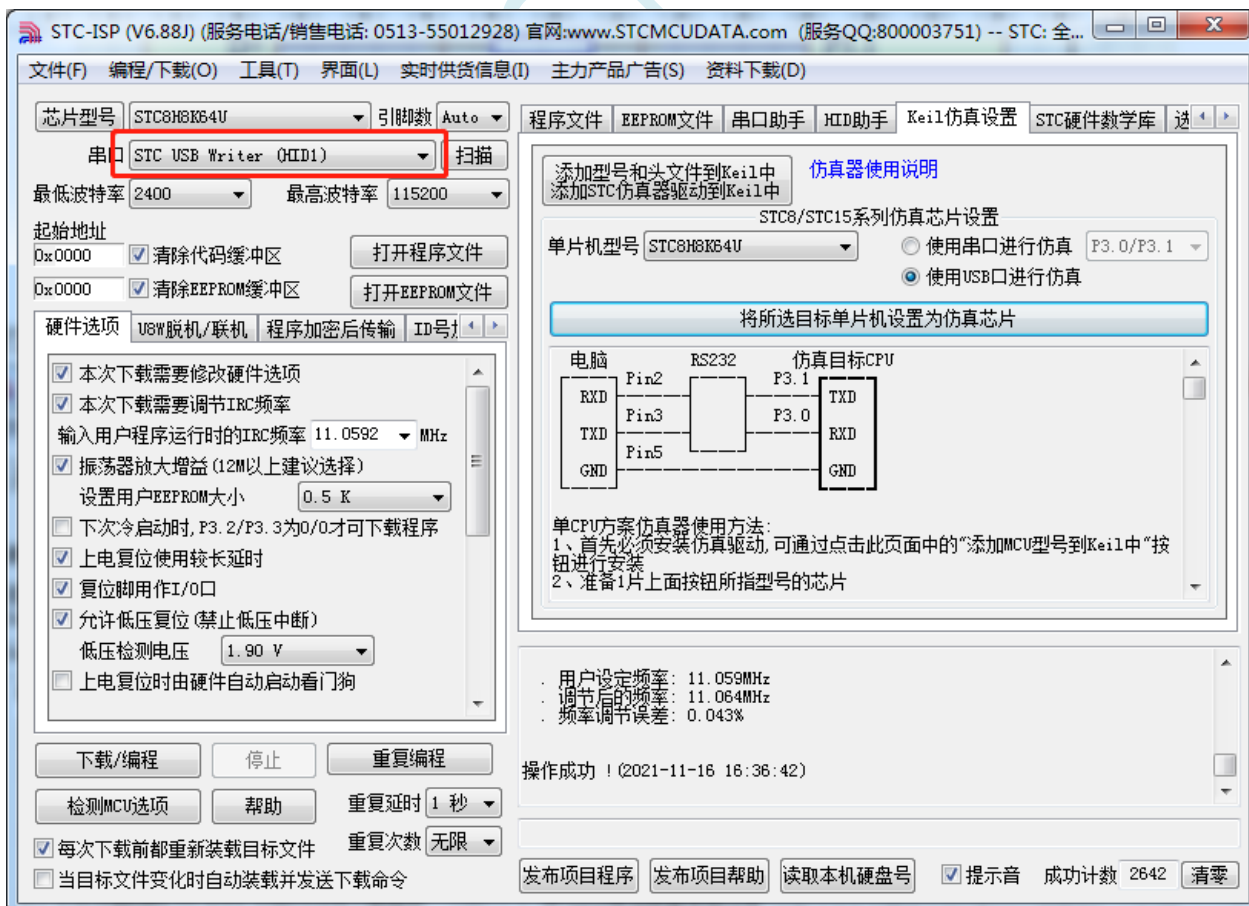 STC-ISP (V6.88J) (服务电话/销售电话: 0513-55012928) 官网:www.STCMCUDATA.com (服务QQ:800003751) -- STC: 全...
文件(F) 编程/下载(O) 工具(T) 界面(L) 实时供货信息(I) 主力产品广告(S) 资料下载(D)
芯片型号 STC8H8K64U 引脚数 Auto
串口 STC USB Writer (HID1) 扫描
最低波特率 2400 最高波特率 115200
起始地址
0x0000 清除代码缓冲区 打开程序文件
0x0000 清除EEPROM缓冲区 打开EEPROM文件
硬件选项 U8W脱机/联机 程序加密后传输 ID号
本次下载需要修改硬件选项
本次下载需要调节IRC频率
输入用户程序运行时的IRC频率 11.0592 MHz
振荡器放大增益(12M以上建议选择)
设置用户EEPROM大小 0.5 K
下次冷启动时,P3.2/P3.3为0/0才可下载程序
上电复位使用较长延时
复位脚用作I/O口
允许低压复位(禁止低压中断)
低压检测电压 1.90 V
上电复位时由硬件自动启动看门狗
下载/编程 停止 重复编程
检测MCU选项 帮助 重复延时 1 秒
每次下载前都重新装载目标文件 重复次数 无限
当目标文件变化时自动装载并发送下载命令
程序文件 EEPROM文件 串口助手 HID助手 Keil仿真设置 STC硬件数学库 选
添加型号和头文件到Keil中
添加STC仿真器驱动到Keil中
仿真器使用说明
STC8/STC15系列仿真芯片设置
单片机型号 STC8H8K64U 使用串口进行仿真 P3.0/P3.1
使用USB口进行仿真
将所选目标单片机设置为仿真芯片
电脑 RS232 仿真目标CPU
Pin2 P3.1
RXD TXD
Pin3 P3.0
TXD RXD
Pin5
GND GND
单CPU方案仿真器使用方法:
1、首先必须安装仿真驱动,可通过点击此页面中的“添加MCU型号到Keil中”按
钮进行安装
2、准备1片上面按钮所指型号的芯片
. 用户设定频率: 11.059MHz
. 调节后的频率: 11.064MHz
. 频率调节误差: 0.043%
操作成功 !(2021-11-16 16:36:42)
发布项目程序 发布项目帮助 读取本机硬盘号 提示音 成功计数 2642 清零